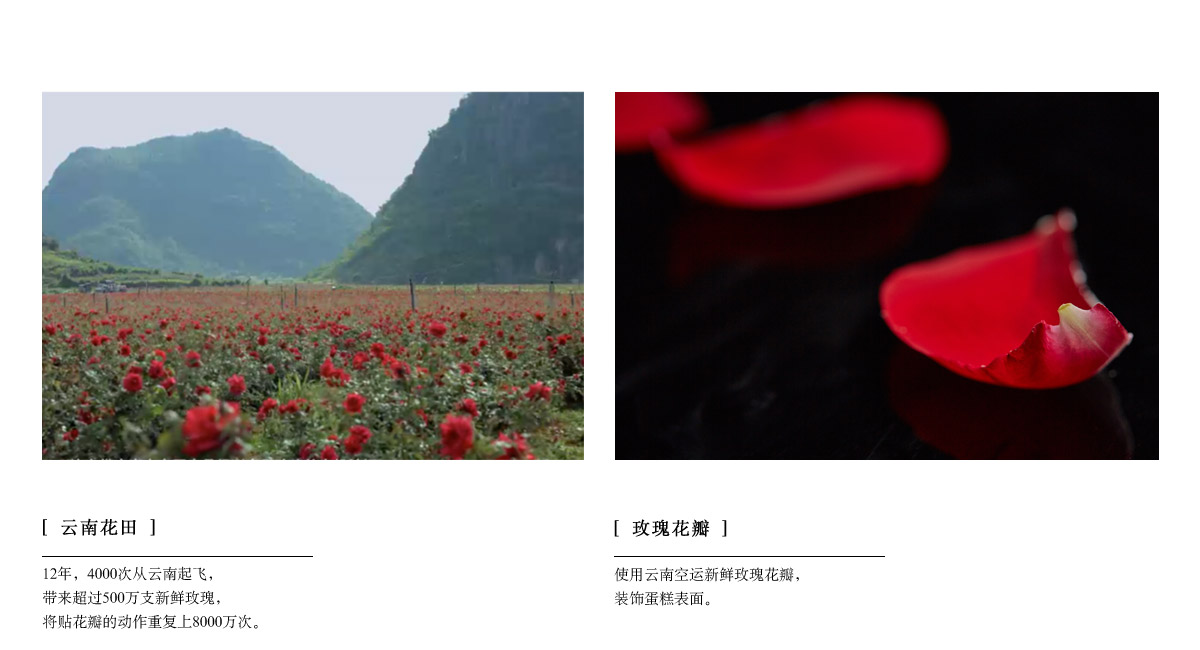 [ 云南花田 ]
12年，4000次从云南起飞，
带来超过500万支新鲜玫瑰，
将贴花瓣的动作重复上8000万次。
[ 玫瑰花瓣 ]
使用云南空运新鲜玫瑰花瓣，
装饰蛋糕表面。